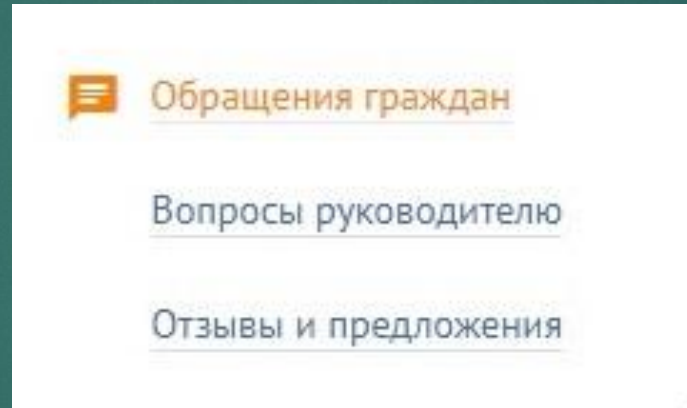 Обращения граждан
Вопросы руководителю
Отзывы и предложения